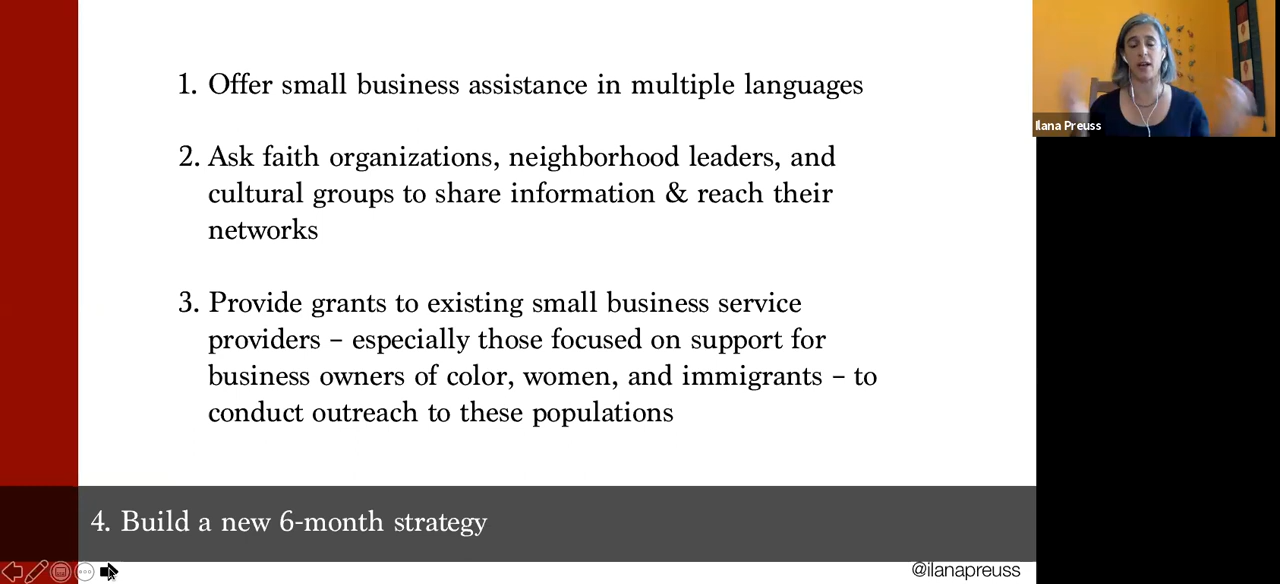 1. Offer small business assistance in multiple languages
2. Ask faith organizations, neighborhood leaders, and
cultural groups to share information & reach their
networks
3. Provide grants to existing small business service
providers – especially those focused on support for
business owners of color, women, and immigrants – to
conduct outreach to these populations
4. Build a new 6-month strategy
@ilanapreuss
Ilana Preuss